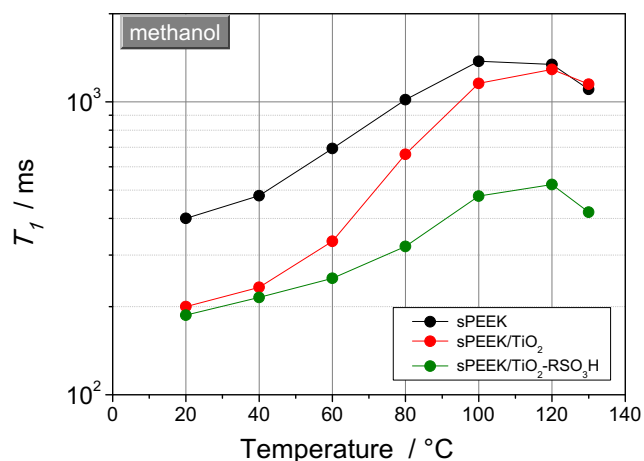 methanol
10³
T₁ / ms
10²
0 20 40 60 80 100 120 140
Temperature / °C
sPEEK
sPEEK/TiO₂
sPEEK/TiO₂-RSO₃H